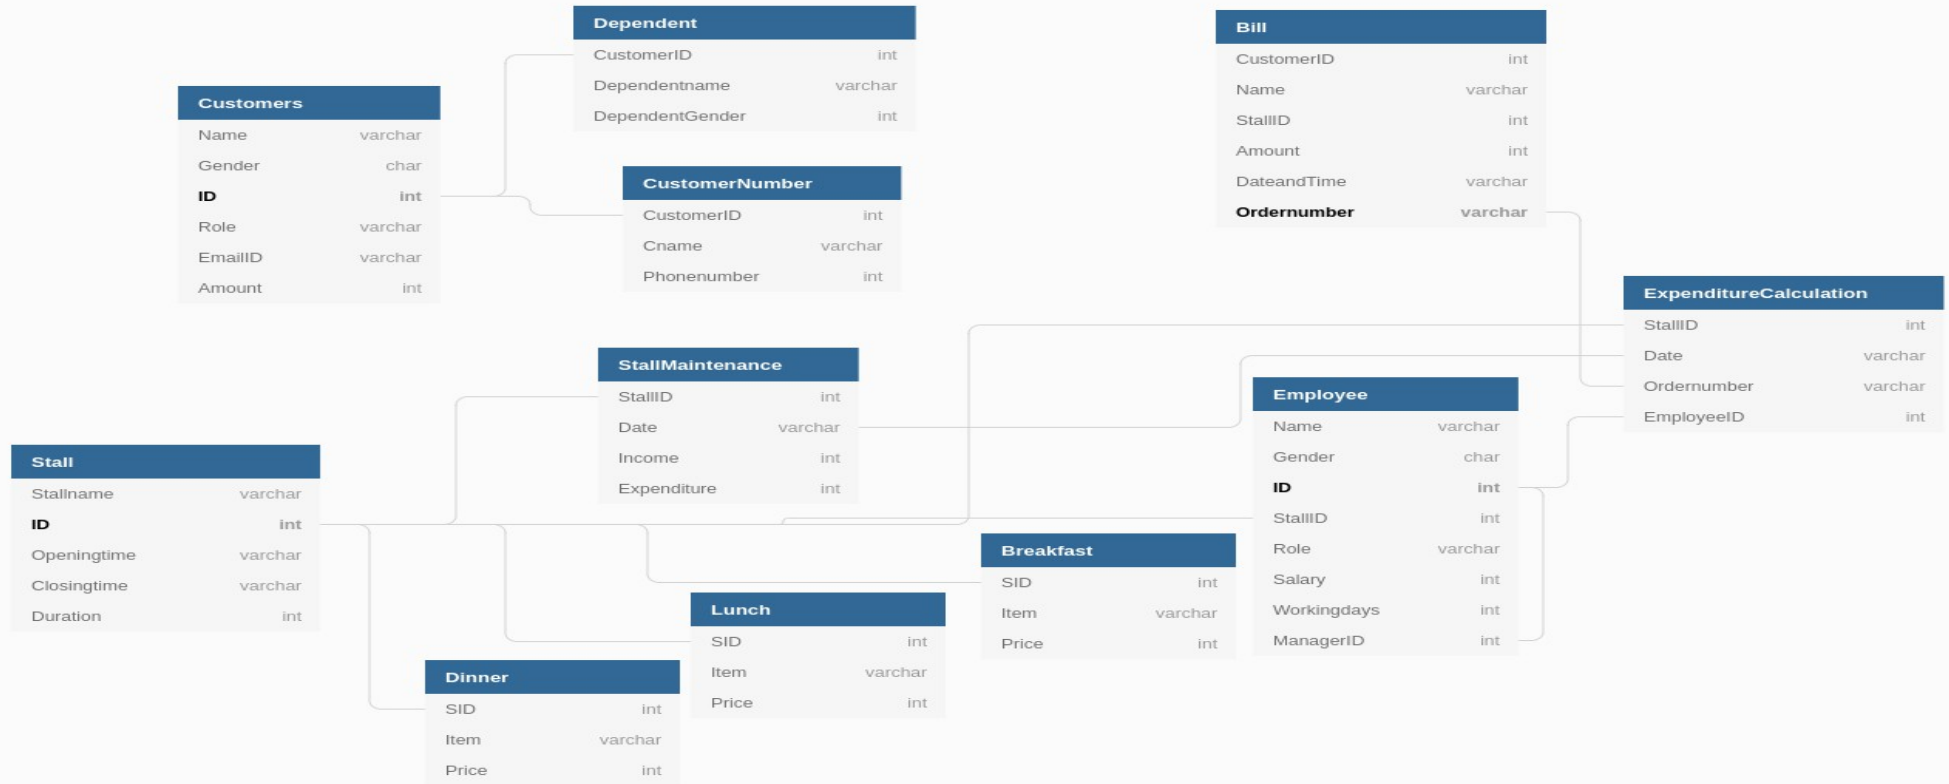 Dependent
CustomerID int
Dependentname varchar
DependentGender int
Bill
CustomerID int
Name varchar
StallID int
Amount int
DateandTime varchar
Ordernumber varchar
Customers
Name varchar
Gender char
ID int
Role varchar
EmailID varchar
Amount int
CustomerNumber
CustomerID int
Cname varchar
Phonenumber int
ExpenditureCalculation
StallID int
Date varchar
Ordernumber varchar
EmployeeID int
StallMaintenance
StallID int
Date varchar
Income int
Expenditure int
Employee
Name varchar
Gender char
ID int
StallID int
Role varchar
Salary int
Workingdays int
ManagerID int
Stall
Stallname varchar
ID int
Openingtime varchar
Closingtime varchar
Duration int
Breakfast
SID int
Item varchar
Price int
Lunch
SID int
Item varchar
Price int
Dinner
SID int
Item varchar
Price int